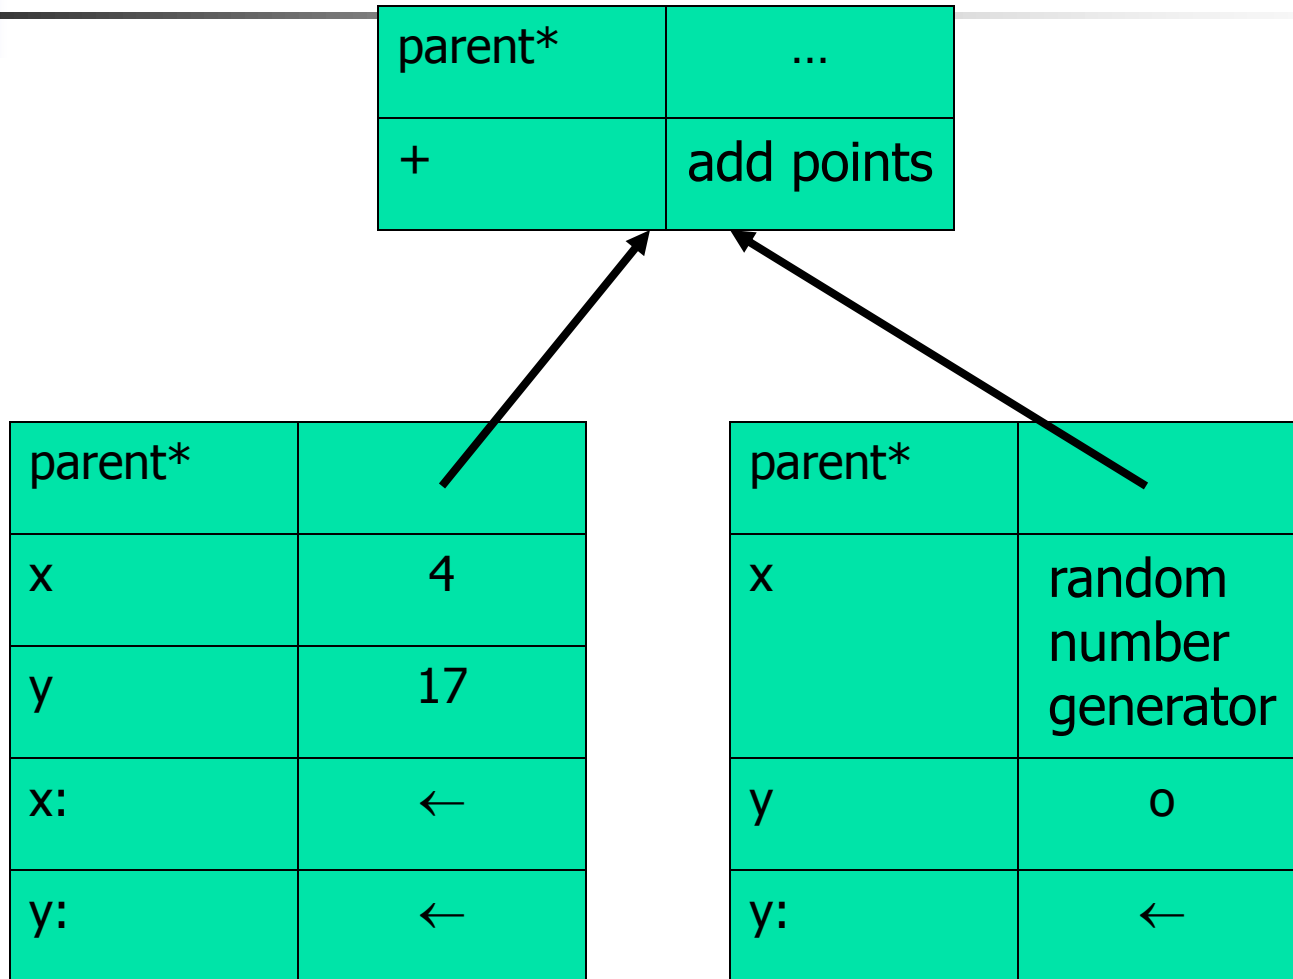 parent* …
+ add points
parent*
x 4
y 17
x: ←
y: ←
parent*
x random
number
generator
y o
y: ←